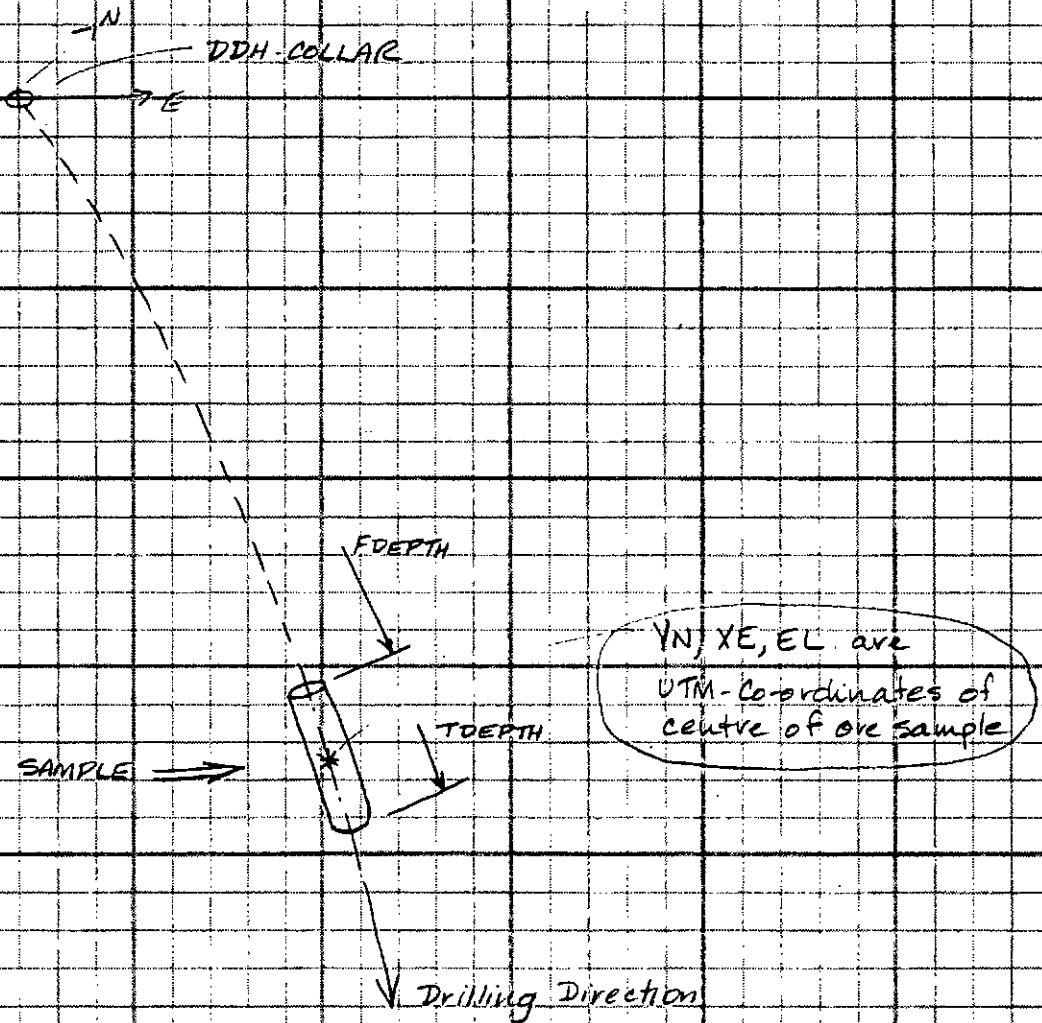 N
DDH-COLLAR
E
FDEPTH
YN, XE, EL are
UTM-Co-ordinates of
centre of ore sample
TDEPTH
SAMPLE
Drilling Direction